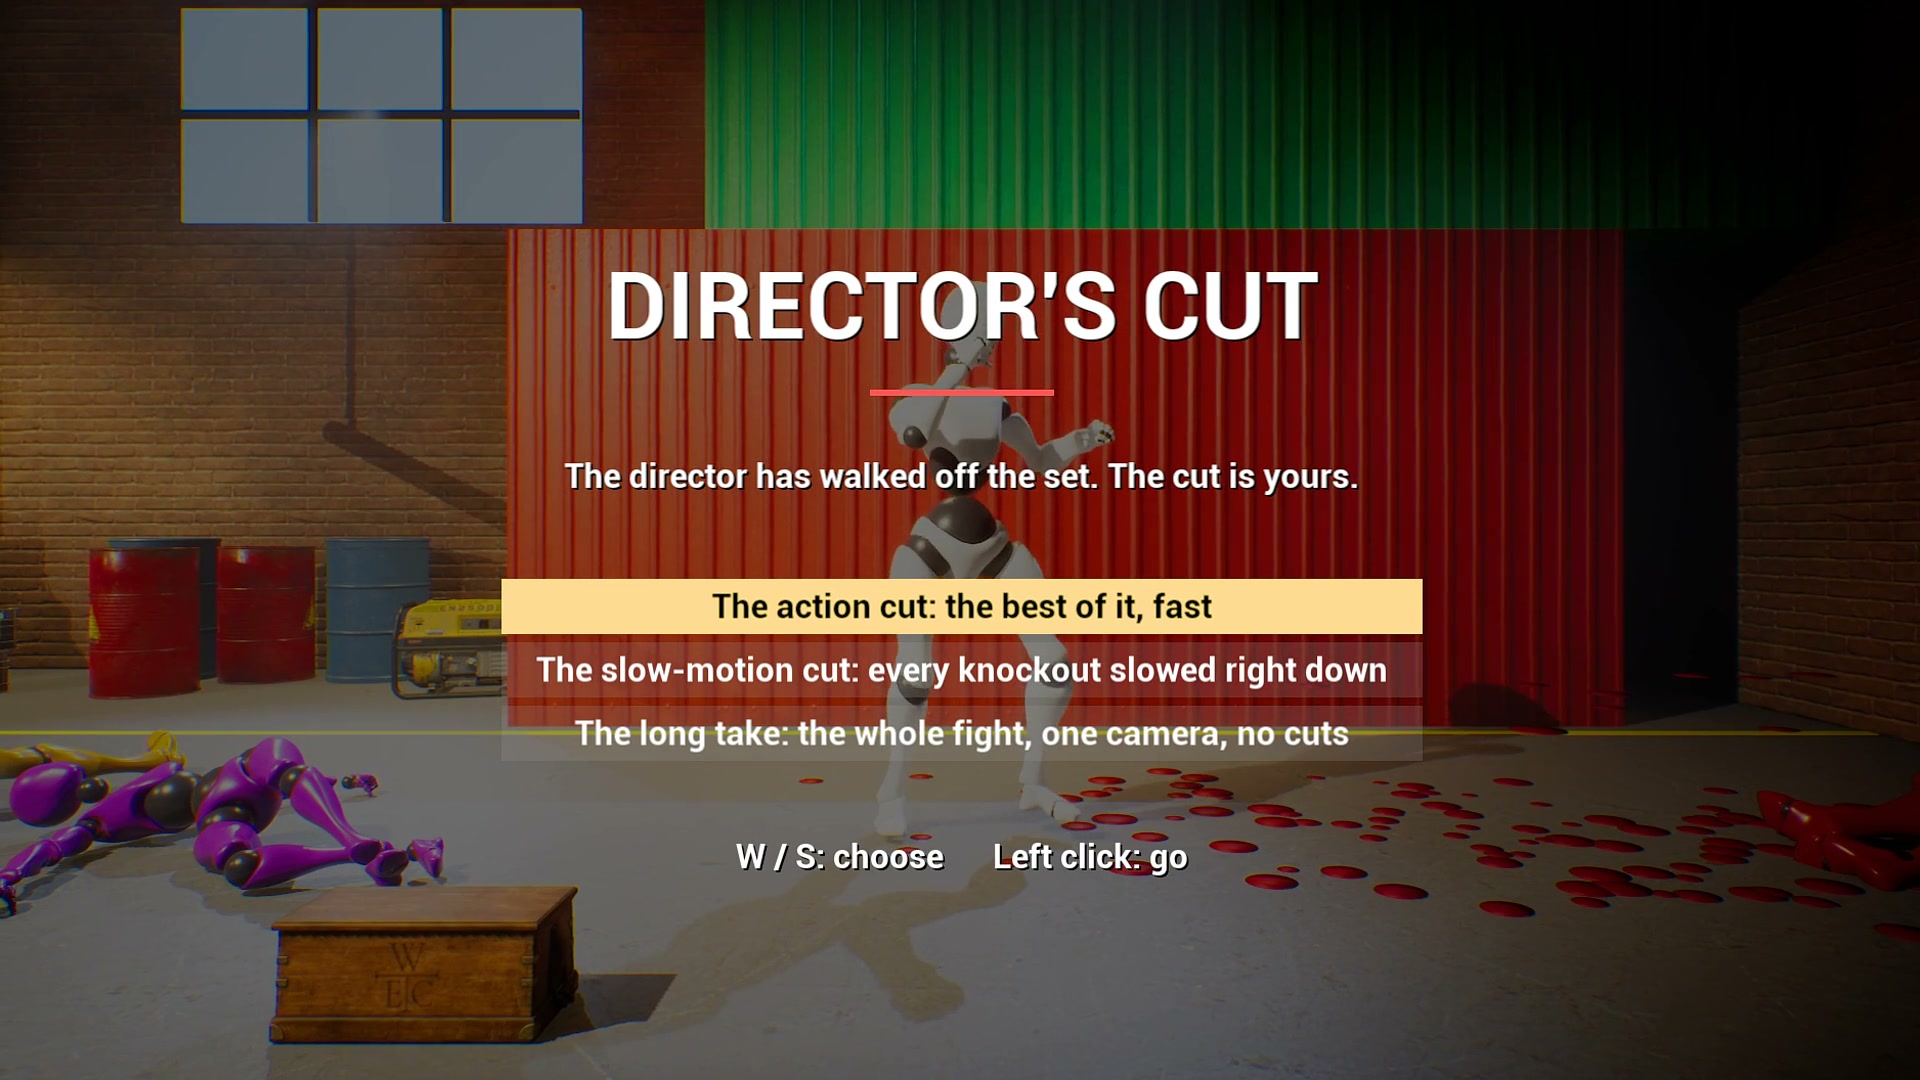 DIRECTOR'S CUT
The director has walked off the set. The cut is yours.
The action cut: the best of it, fast
The slow-motion cut: every knockout slowed right down
The long take: the whole fight, one camera, no cuts
W / S: choose Left click: go
W
E C